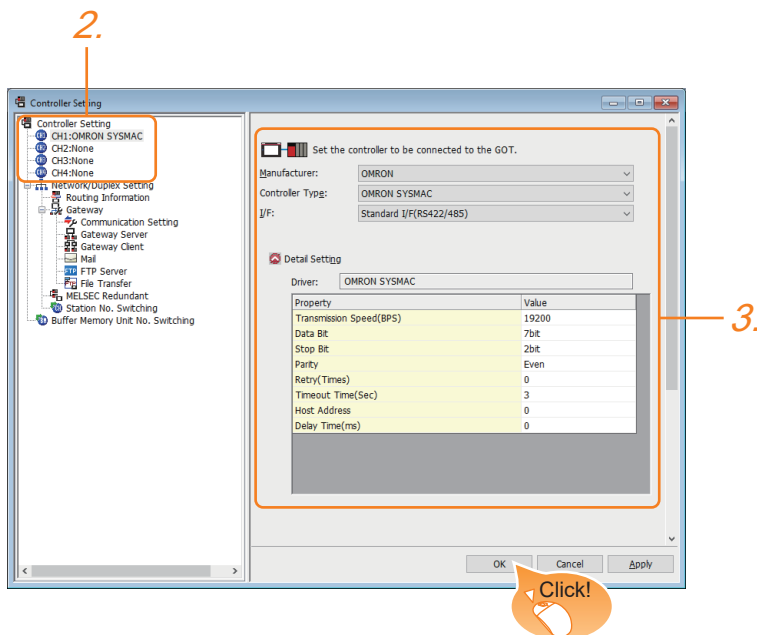 2.
Controller Setting
Controller Setting
CH1:OMRON SYSMAC
CH2:None
CH3:None
CH4:None
Network/Duplex Setting
Routing Information
Gateway
Communication Setting
Gateway Server
Gateway Client
Mail
FTP FTP Server
File Transfer
MELSEC Redundant
Station No. Switching
Buffer Memory Unit No. Switching
Set the controller to be connected to the GOT.
Manufacturer: OMRON
Controller Type: OMRON SYSMAC
I/F: Standard I/F(RS422/485)
Detail Setting
Driver: OMRON SYSMAC
Property Value
Transmission Speed(BPS) 19200
Data Bit 7bit
Stop Bit 2bit
Parity Even
Retry(Times) 0
Timeout Time(Sec) 3
Host Address 0
Delay Time(ms) 0
3.
OK Cancel Apply
Click!